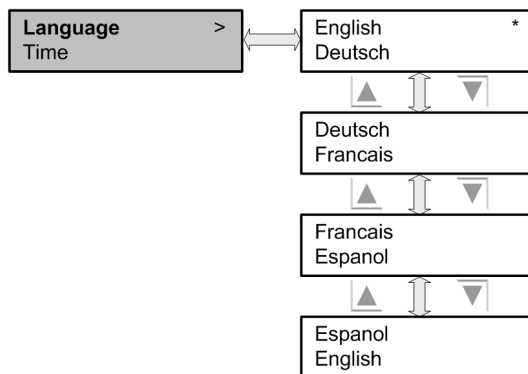 Language >
Time
English *
Deutsch
Deutsch
Francais
Francais
Espanol
Espanol
English